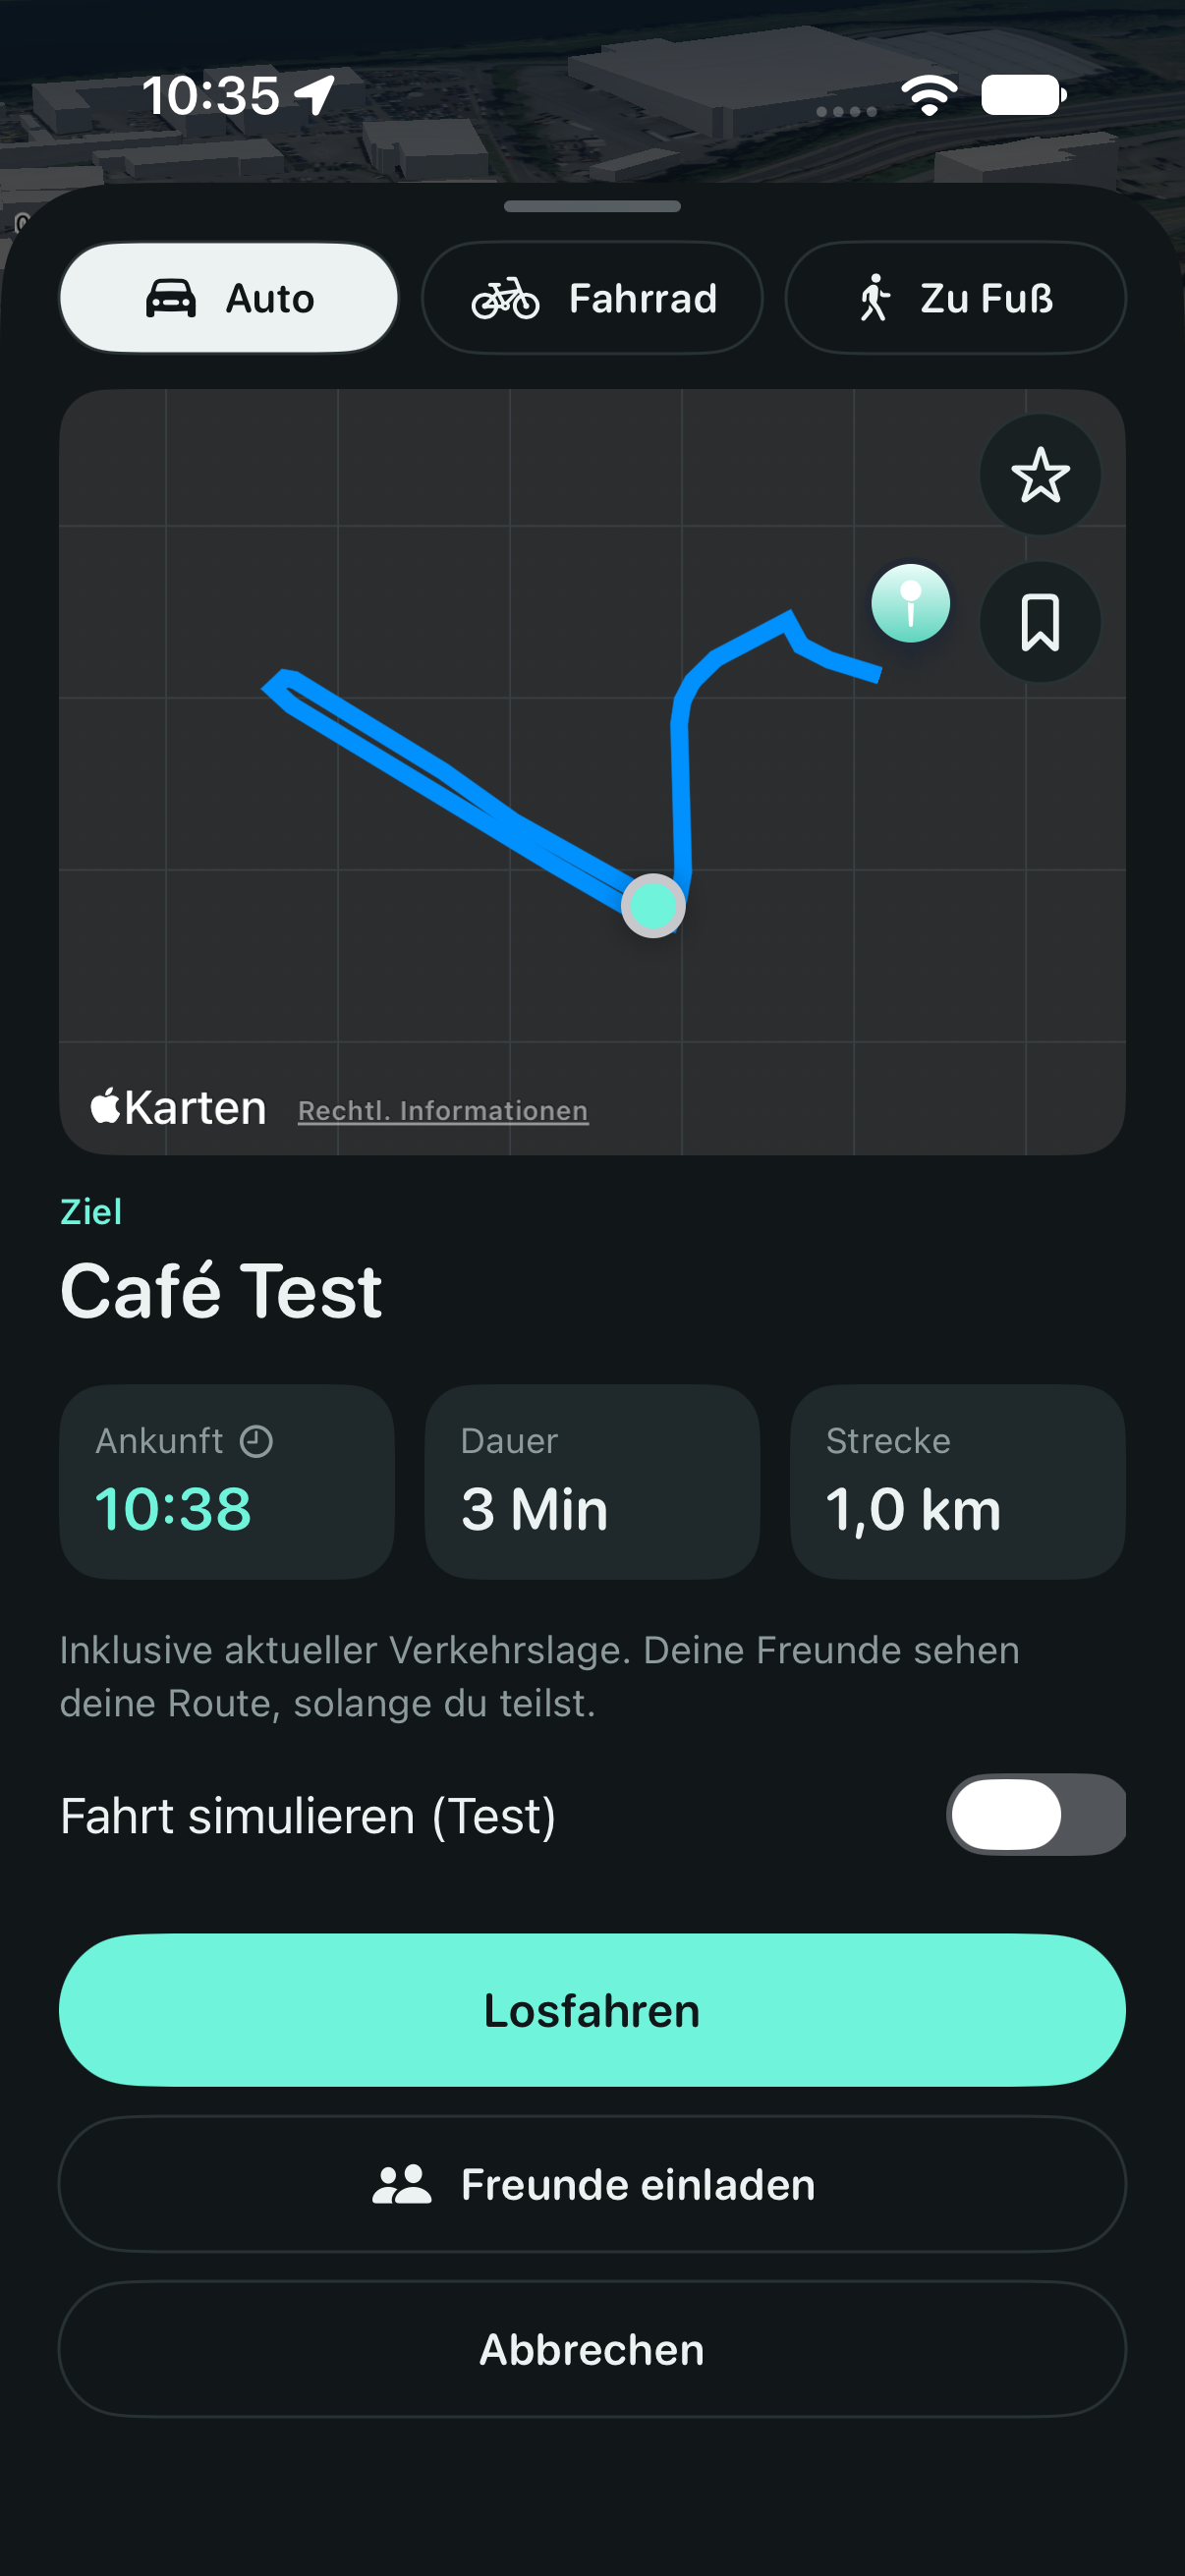 10:35
Auto
Fahrrad
Zu Fuß
Karten
Rechtl. Informationen
Ziel
Café Test
Ankunft
Dauer
Strecke
10:38
3 Min
1,0 km
Inklusive aktueller Verkehrslage. Deine Freunde sehen
deine Route, solange du teilst.
Fahrt simulieren (Test)
Losfahren
Freunde einladen
Abbrechen